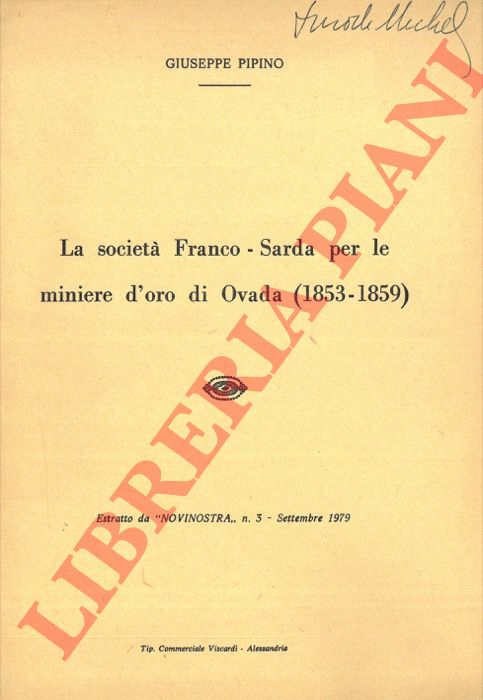 GIUSEPPE PIPINO
La società Franco - Sarda per le
miniere d'oro di Ovada (1853-1859)
Estratto da "NOVINOSTRA„ n. 3 - Settembre 1979
Tip. Commerciale Viscardi - Alessandria
LIBRERIA PIANI